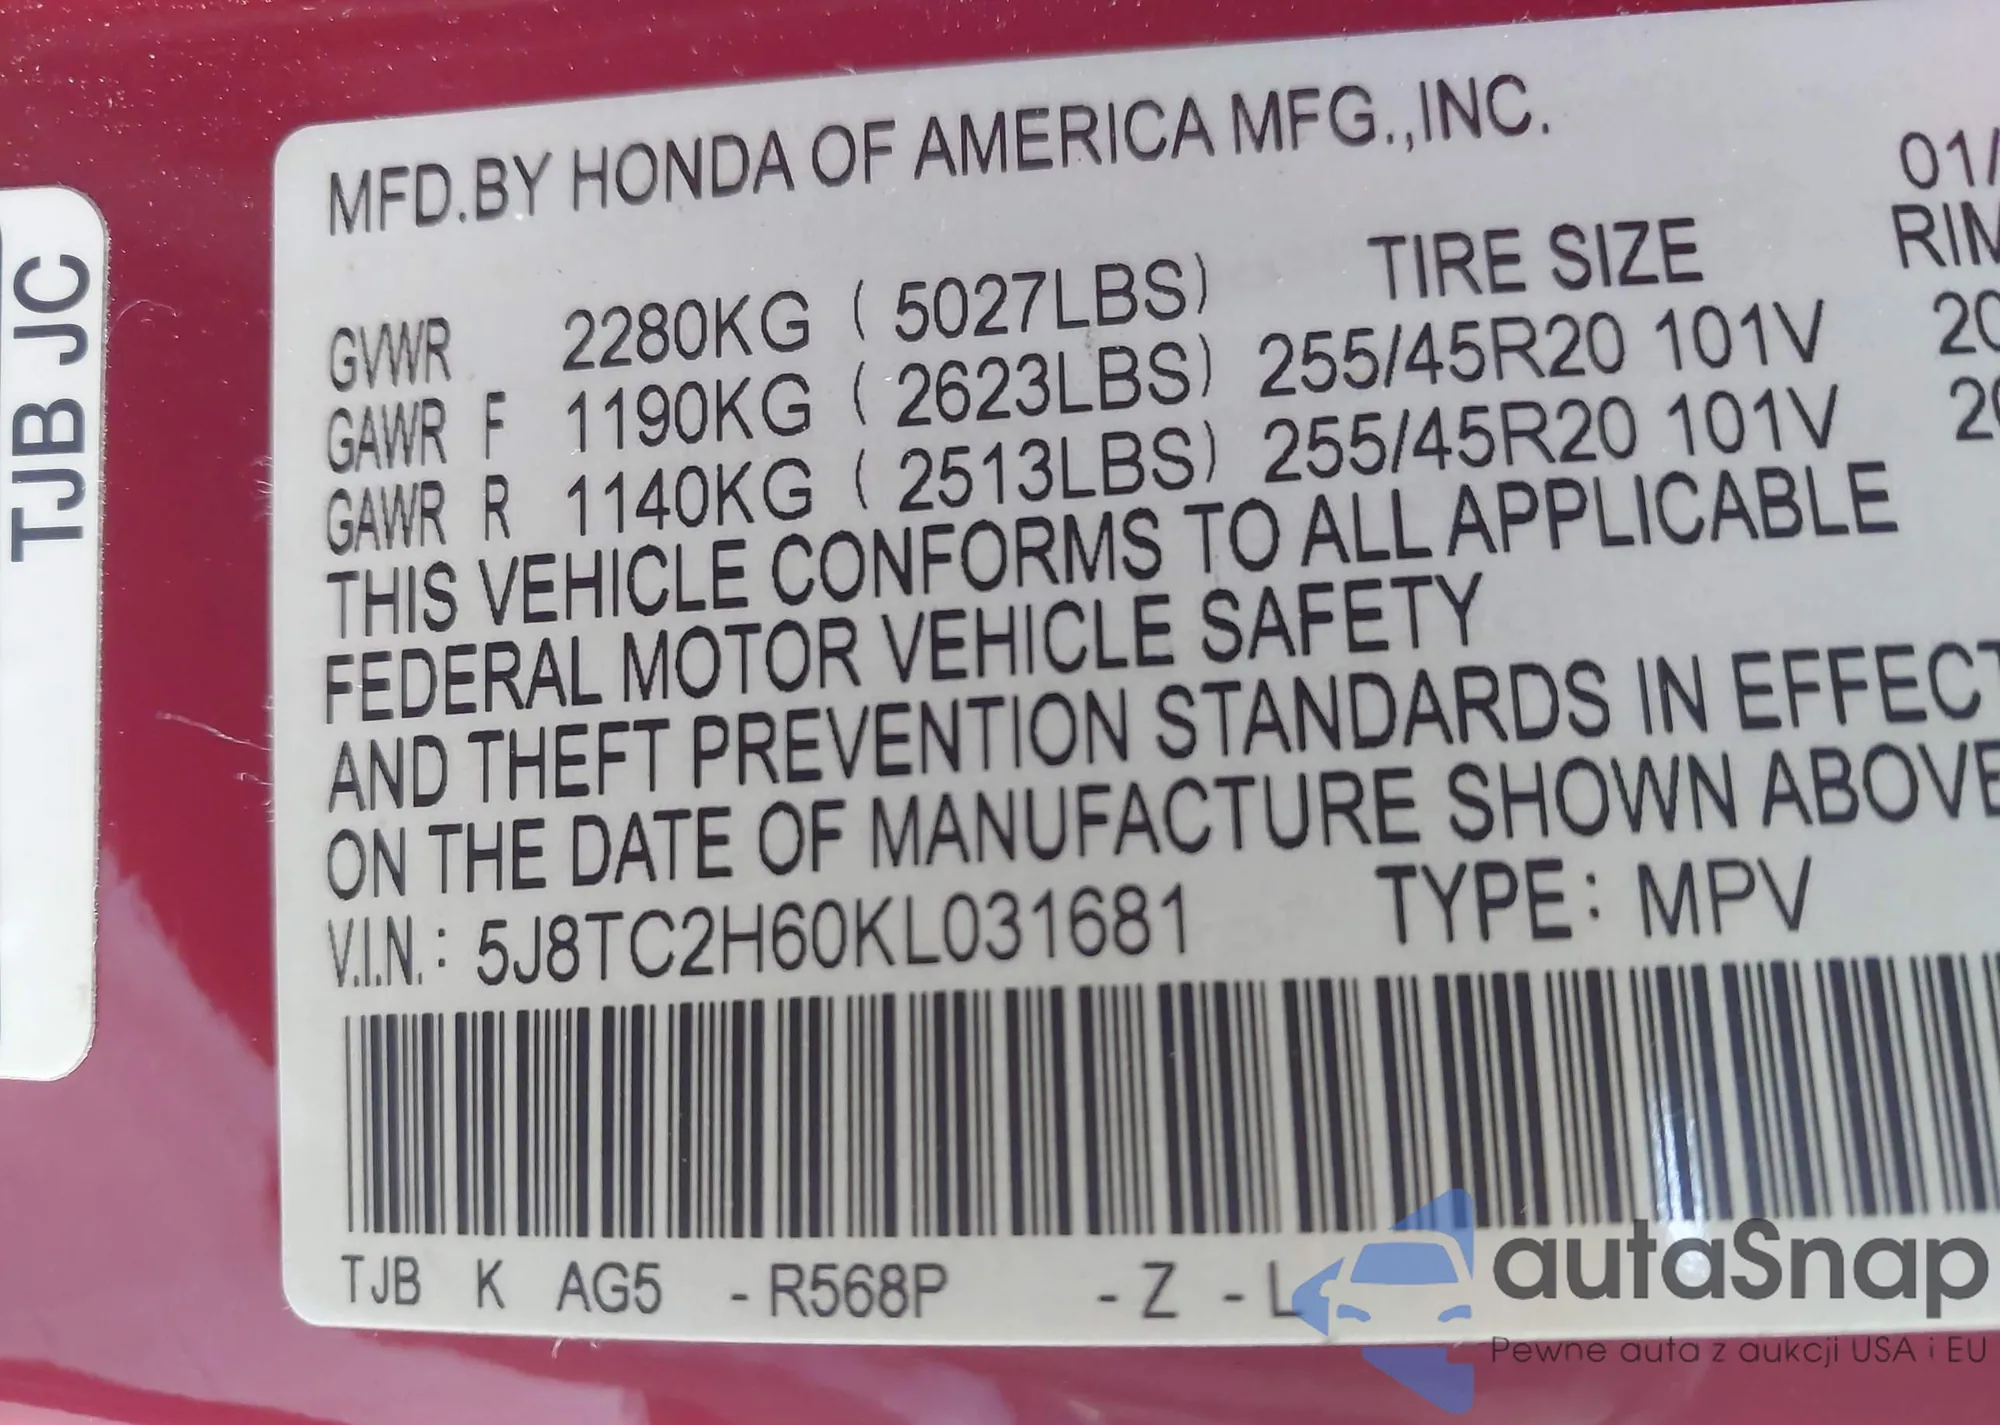 TJB JC
MFD.BY HONDA OF AMERICA MFG.,INC.
01/
TIRE SIZE RIM
GVWR 2280KG ( 5027LBS)
GAWR F 1190KG ( 2623LBS) 255/45R20 101V 20
GAWR R 1140KG ( 2513LBS) 255/45R20 101V 20
THIS VEHICLE CONFORMS TO ALL APPLICABLE
FEDERAL MOTOR VEHICLE SAFETY
AND THEFT PREVENTION STANDARDS IN EFFECT
ON THE DATE OF MANUFACTURE SHOWN ABOVE
V.I.N.: 5J8TC2H60KL031681 TYPE: MPV
TJB K AG5 -R568P -Z -L
autaSnap
Pewne auta z aukcji USA i EU